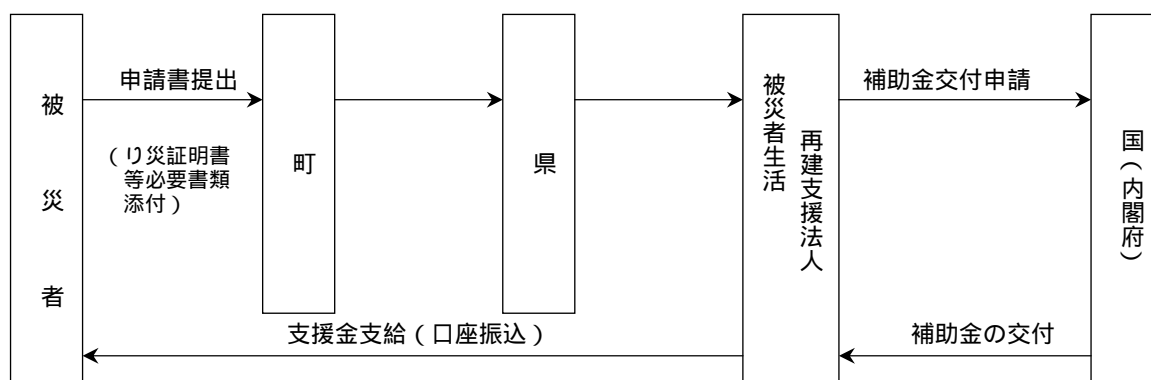 被災者
申請書提出
(り災証明書
等必要書類
添付)
町
県
被災者生活
再建支援法人
補助金交付申請
国(内閣府)
支援金支給(口座振込)
補助金の交付